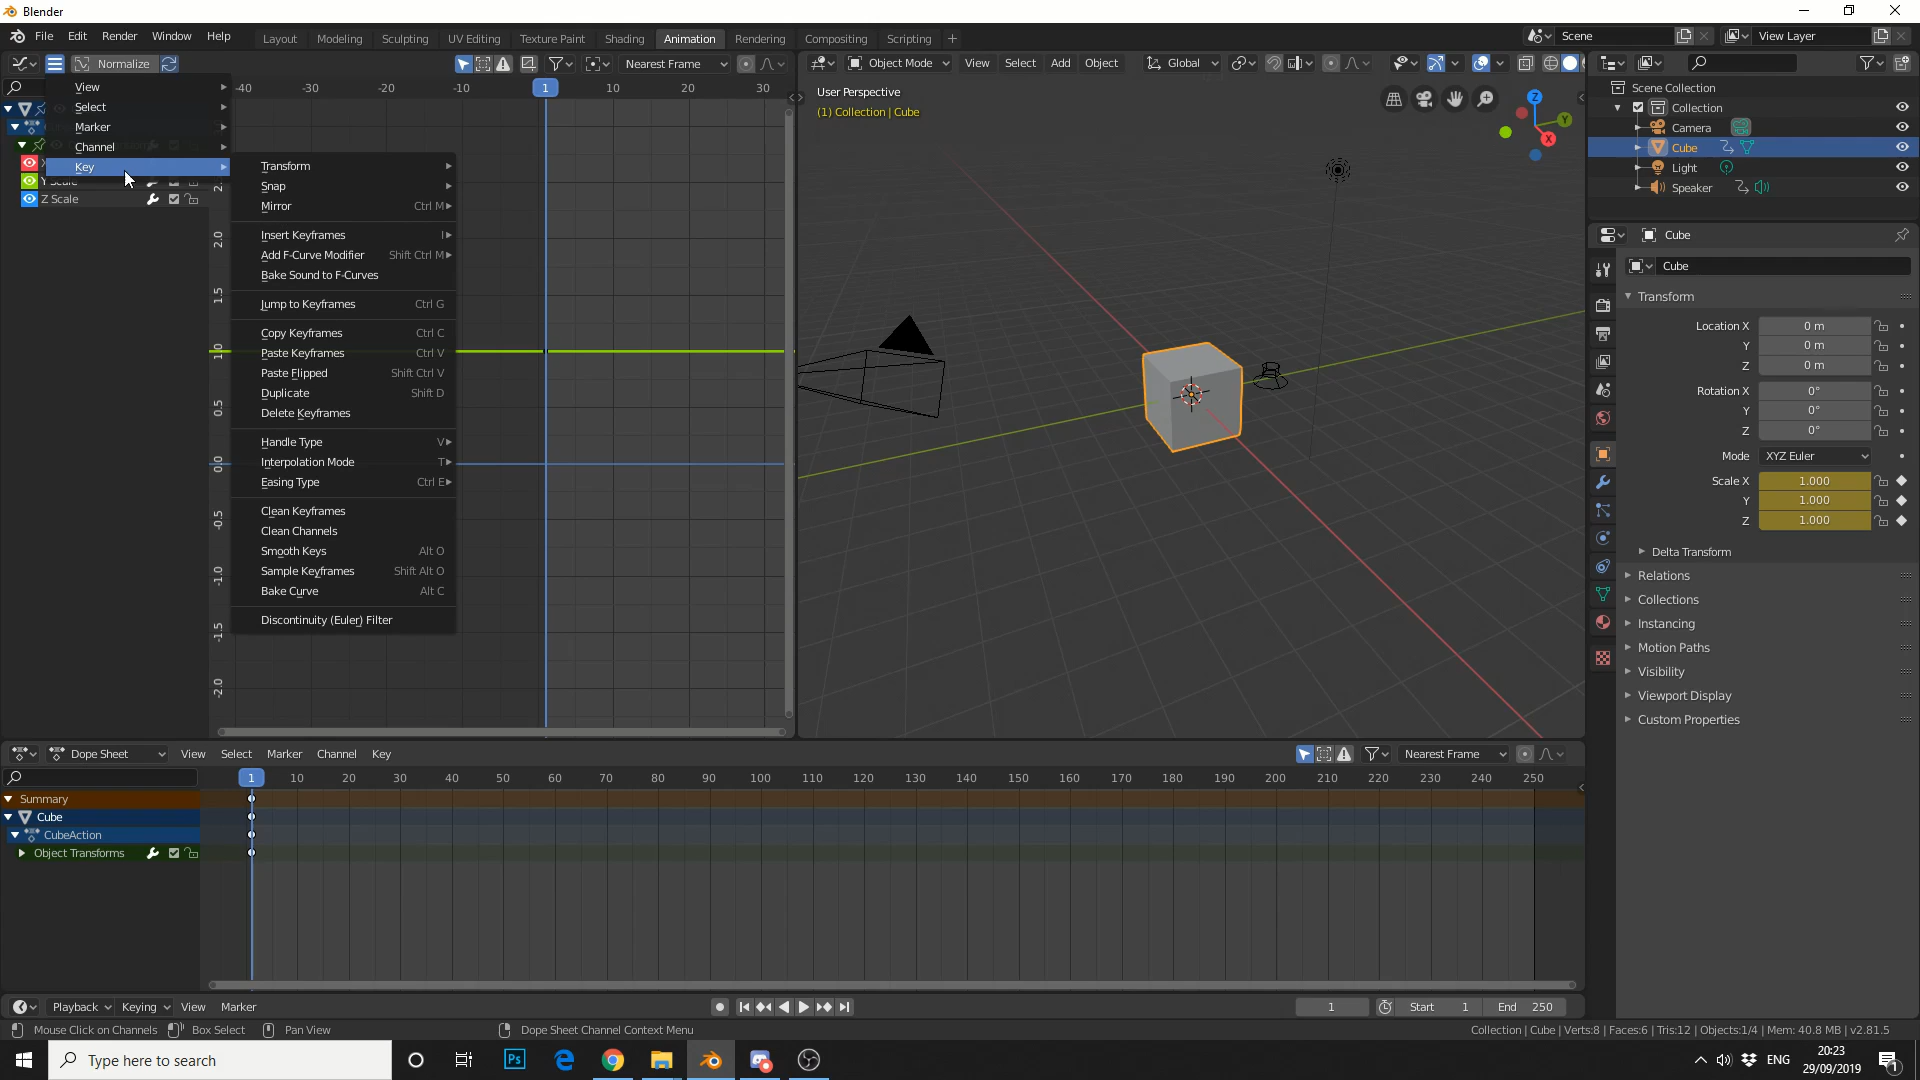 Blender
File Edit Render Window Help Layout Modeling Sculpting UV Editing Texture Paint Shading Animation Rendering Compositing Scripting + Scene View Layer
Normalize Nearest Frame
Object Mode View Select Add Object Global
-40 -20 -10 1 10 20 30
View
Select
Marker
Channel
Key
Y Scale
Z Scale
Transform
Snap
Mirror Ctrl M
Insert Keyframes I
Add F-Curve Modifier Shift Ctrl M
Bake Sound to F-Curves
Jump to Keyframes Ctrl G
Copy Keyframes Ctrl C
Paste Keyframes Ctrl V
Paste Flipped Shift Ctrl V
Duplicate Shift D
Delete Keyframes
Handle Type V
Interpolation Mode T
Easing Type Ctrl E
Clean Keyframes
Clean Channels
Smooth Keys Alt O
Sample Keyframes Shift Alt O
Bake Curve Alt C
Discontinuity (Euler) Filter
2.0
1.5
1.0
0.5
0.0
-0.5
-1.0
-1.5
-2.0
User Perspective
(1) Collection | Cube
Z
Y
X
Scene Collection
Collection
Camera
Cube
Light
Speaker
Cube
Cube
Transform
Location X 0 m
Y 0 m
Z 0 m
Rotation X 0°
Y 0°
Z 0°
Mode XYZ Euler
Scale X 1.000
Y 1.000
Z 1.000
Delta Transform
Relations
Collections
Instancing
Motion Paths
Visibility
Viewport Display
Custom Properties
Dope Sheet View Select Marker Channel Key Nearest Frame
1 10 20 30 40 50 60 70 80 90 100 110 120 130 140 150 160 170 180 190 200 210 220 230 240 250
Summary
Cube
CubeAction
Object Transforms
Playback Keying View Marker 1 Start 1 End 250
Mouse Click on Channels Box Select Pan View Dope Sheet Channel Context Menu Collection | Cube | Verts:8 | Faces:6 | Tris:12 | Objects:1/4 | Mem: 40.8 MB | v2.81.5
Type here to search Ps ENG 20:23
29/09/2019 1